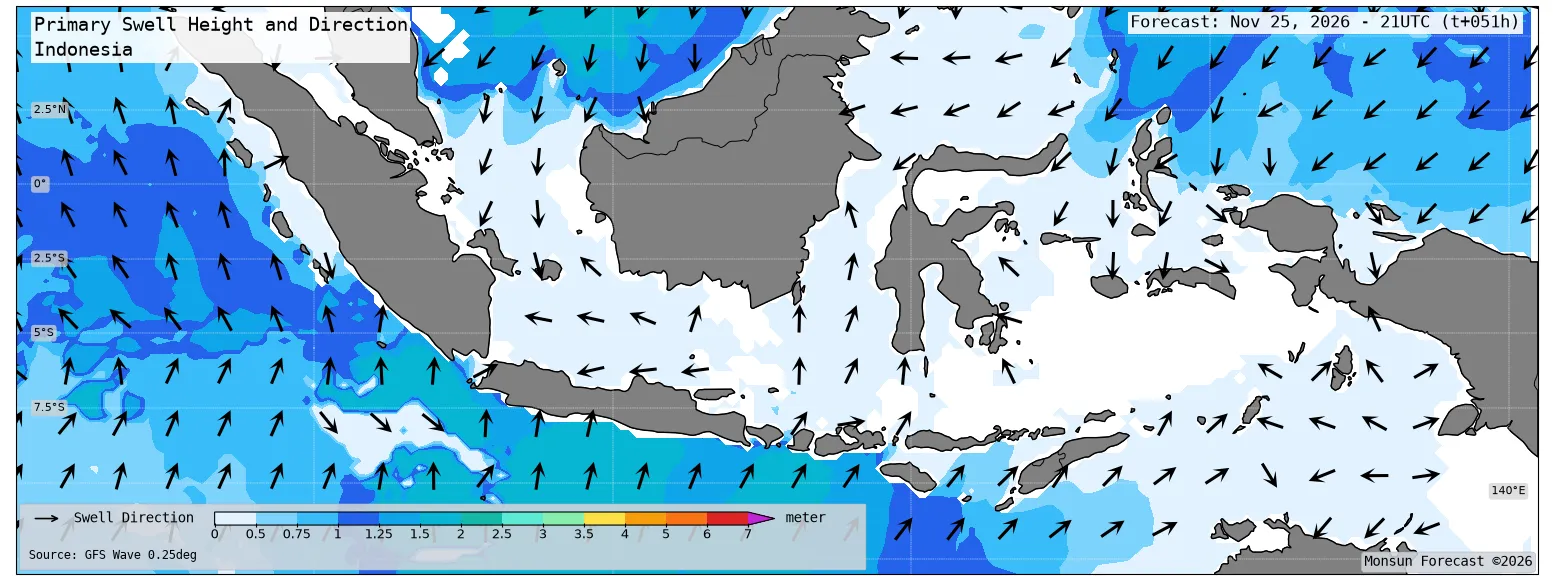 Primary Swell Height and Direction
Indonesia
Forecast: Nov 25, 2026 - 21UTC (t+051h)
2.5°N
0°
2.5°S
5°S
7.5°S
140°E
Swell Direction
0 0.5 0.75 1 1.25 1.5 2 2.5 3 3.5 4 5 6 7
meter
Source: GFS Wave 0.25deg
Monsun Forecast ©2026